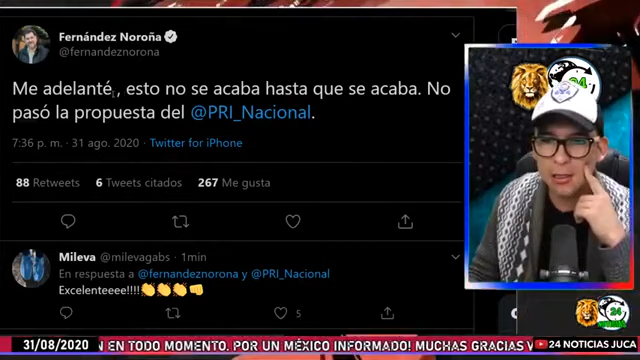 Fernández Noroña
@fernandeznorona
Me adelanté, esto no se acaba hasta que se acaba. No
pasó la propuesta del @PRI_Nacional.
7:36 p. m. · 31 ago. 2020 · Twitter for iPhone
88 Retweets 6 Tweets citados 267 Me gusta
Mileva @milevagabs · 1min
En respuesta a @fernandeznorona y @PRI_Nacional
Excelenteeee!!!!👏👏👏👊
5
24
24
31/08/2020 N EN TODO MOMENTO. POR UN MÉXICO INFORMADO! MUCHAS GRACIAS V 24 NOTICIAS JUCA